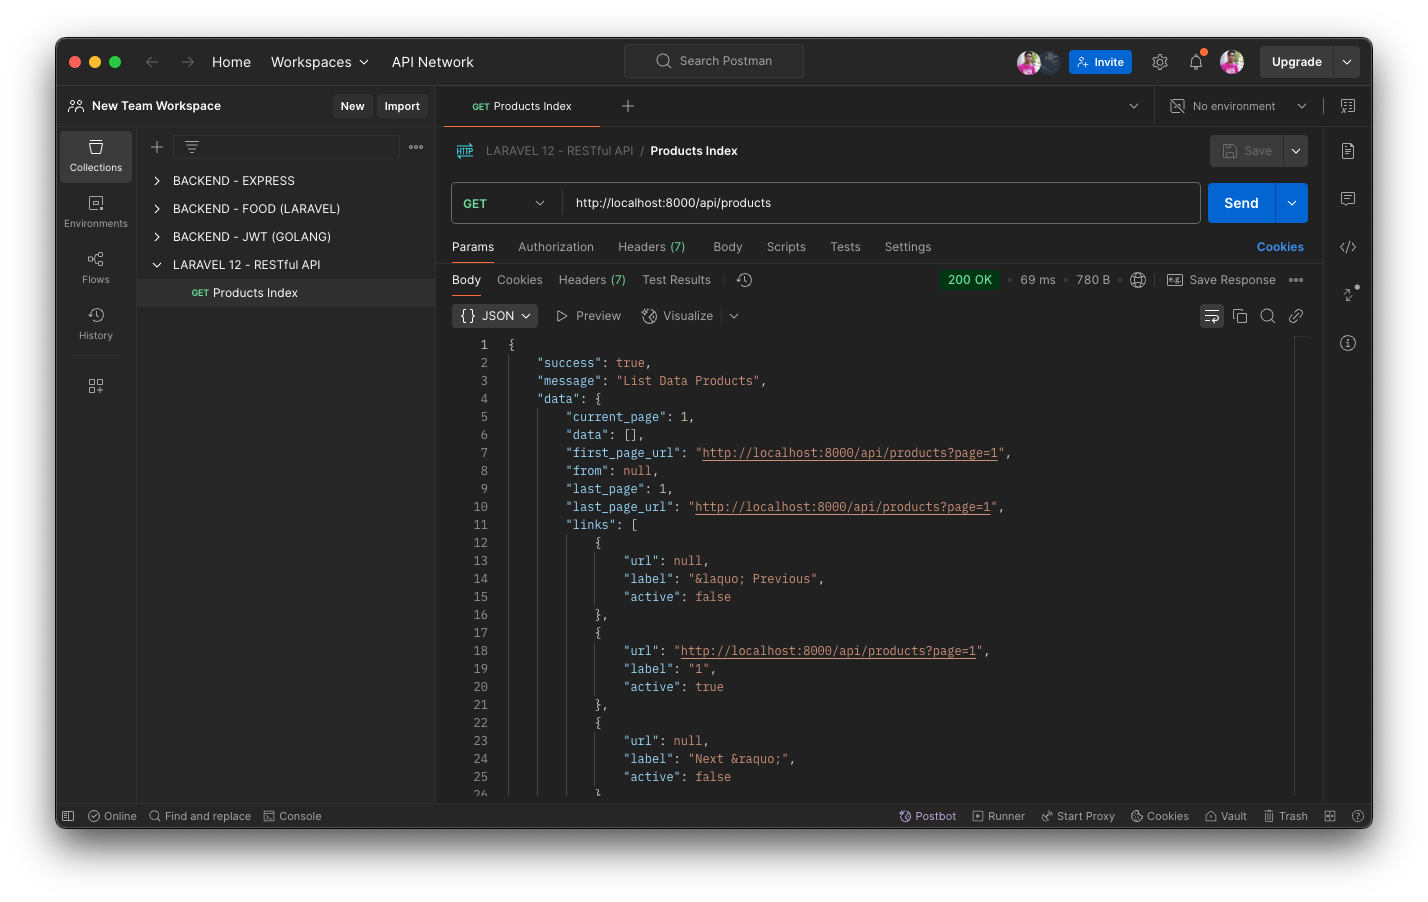 Home
Workspaces
API Network
Search Postman
Invite
Upgrade
New Team Workspace
New
Import
GET Products Index
No environment
Collections
Environments
Flows
History
BACKEND - EXPRESS
BACKEND - FOOD (LARAVEL)
BACKEND - JWT (GOLANG)
LARAVEL 12 - RESTful API
GET Products Index
HTTP LARAVEL 12 - RESTful API / Products Index
Save
GET http://localhost:8000/api/products
Send
Params Authorization Headers (7) Body Scripts Tests Settings Cookies
Body Cookies Headers (7) Test Results 200 OK • 69 ms • 780 B e.g. Save Response
{} JSON Preview Visualize
1 {
2 "success": true,
3 "message": "List Data Products",
4 "data": {
5 "current_page": 1,
6 "data": [],
7 "first_page_url": "http://localhost:8000/api/products?page=1",
8 "from": null,
9 "last_page": 1,
10 "last_page_url": "http://localhost:8000/api/products?page=1",
11 "links": [
12 {
13 "url": null,
14 "label": "&laquo; Previous",
15 "active": false
16 },
17 {
18 "url": "http://localhost:8000/api/products?page=1",
19 "label": "1",
20 "active": true
21 },
22 {
23 "url": null,
24 "label": "Next &raquo;",
25 "active": false
26 }
Online Find and replace Console Postbot Runner Start Proxy Cookies Vault Trash